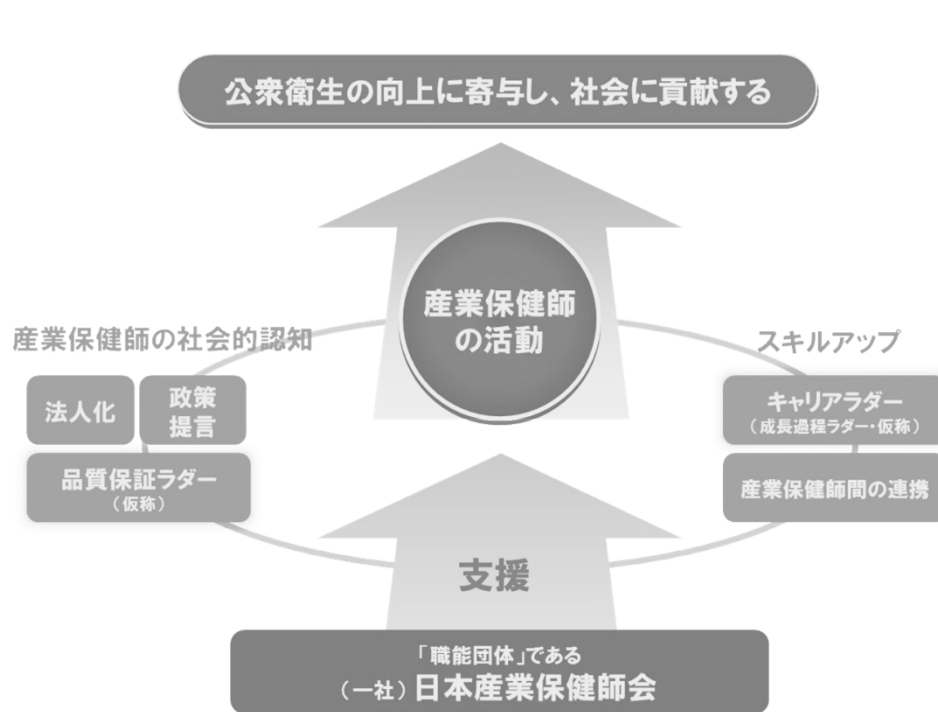 公衆衛生の向上に寄与し、社会に貢献する
産業保健師
の活動
産業保健師の社会的認知
法人化
政策
提言
品質保証ラダー
（仮称）
スキルアップ
キャリアラダー
（成長過程ラダー・仮称）
産業保健師間の連携
支援
「職能団体」である
（一社）日本産業保健師会